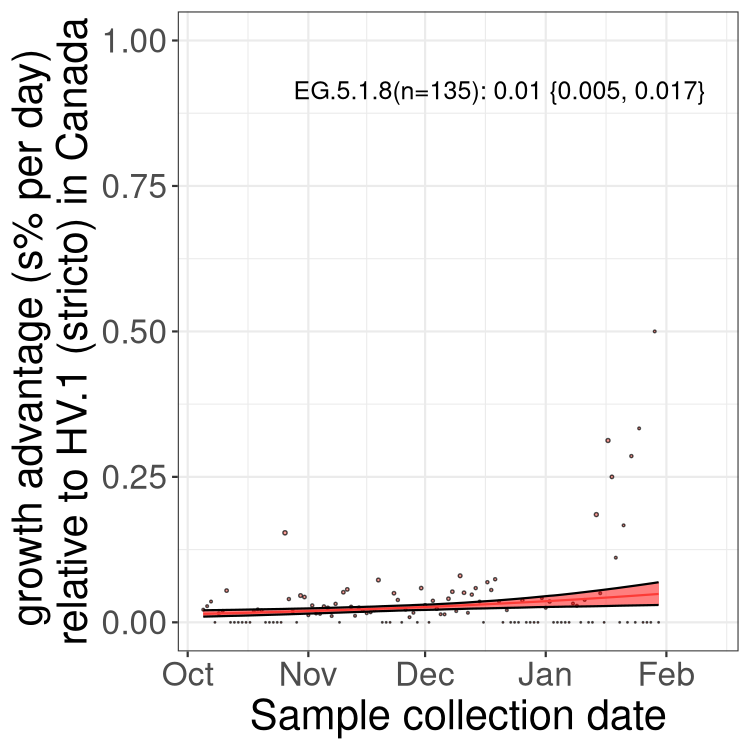 growth advantage (s% per day)
relative to HV.1 (stricto) in Canada
1.00
0.75
0.50
0.25
0.00
EG.5.1.8(n=135): 0.01 {0.005, 0.017}
Oct Nov Dec Jan Feb
Sample collection date